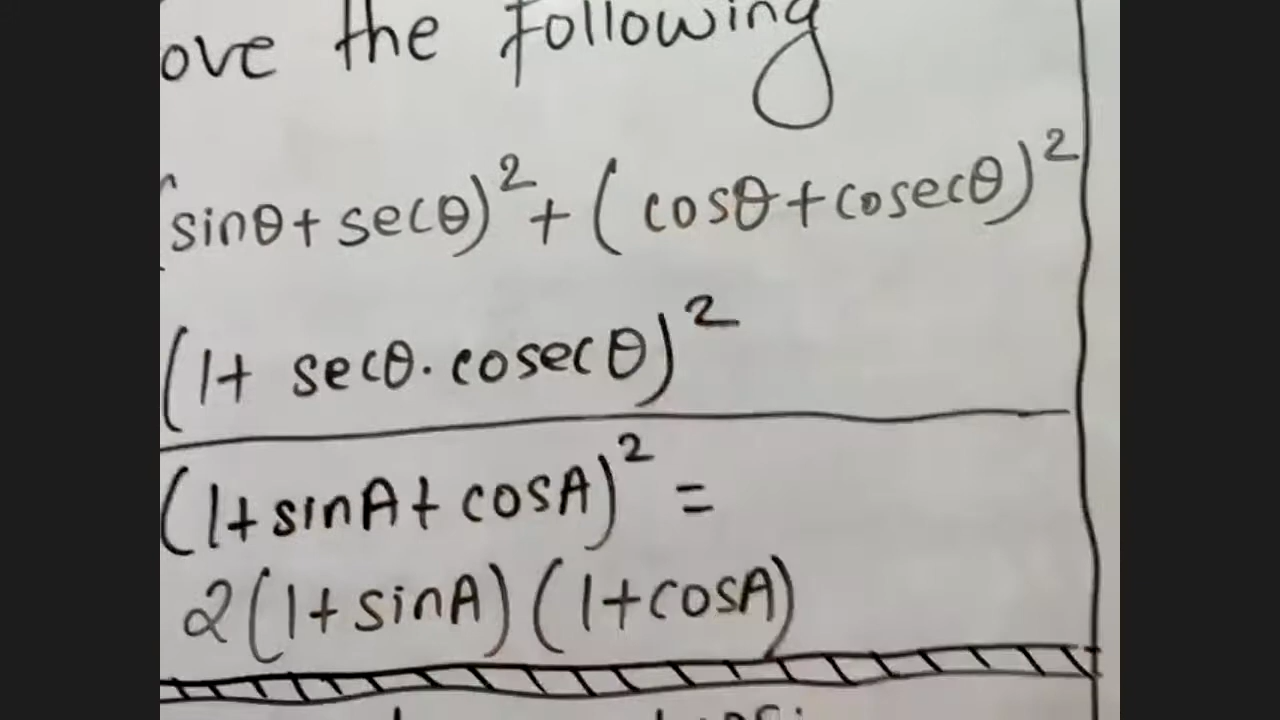 ove the Following
(sinθ + secθ)² + (cosθ + cosecθ)²
(1 + secθ . cosecθ)²
(1 + sinA + cosA)² =
2(1 + sinA)(1 + cosA)